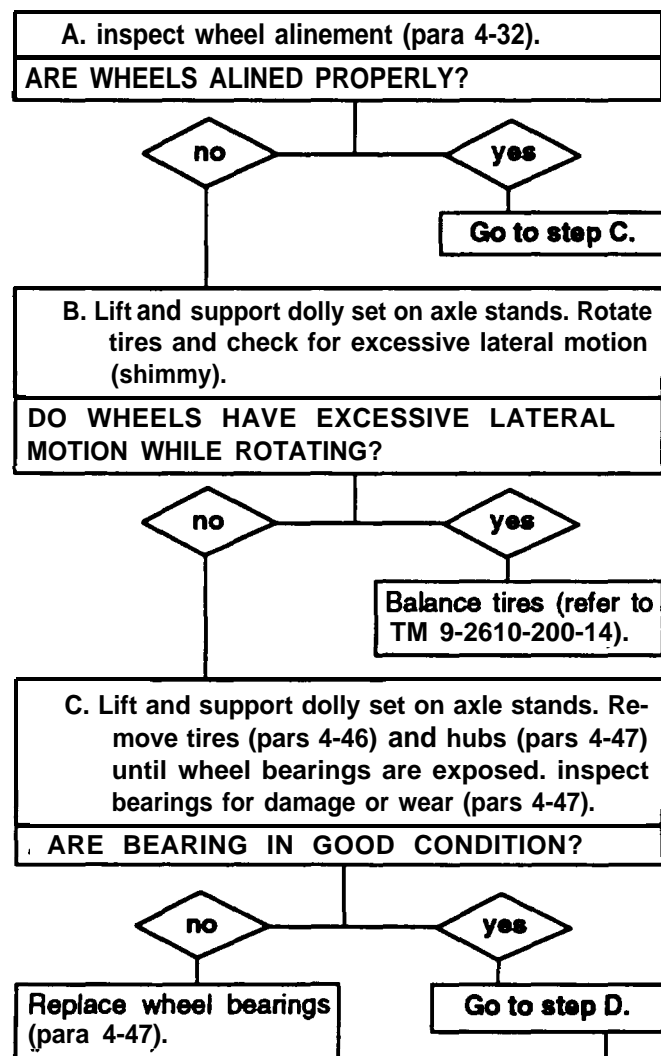 A. inspect wheel alinement (para 4-32).
ARE WHEELS ALINED PROPERLY?
no
yes
Go to step C.
B. Lift and support dolly set on axle stands. Rotate
tires and check for excessive lateral motion
(shimmy).
DO WHEELS HAVE EXCESSIVE LATERAL
MOTION WHILE ROTATING?
no
yes
Balance tires (refer to
TM 9-2610-200-14).
C. Lift and support dolly set on axle stands. Re-
move tires (pars 4-46) and hubs (pars 4-47)
until wheel bearings are exposed. inspect
bearings for damage or wear (pars 4-47).
ARE BEARING IN GOOD CONDITION?
no
yes
Replace wheel bearings
(para 4-47).
Go to step D.